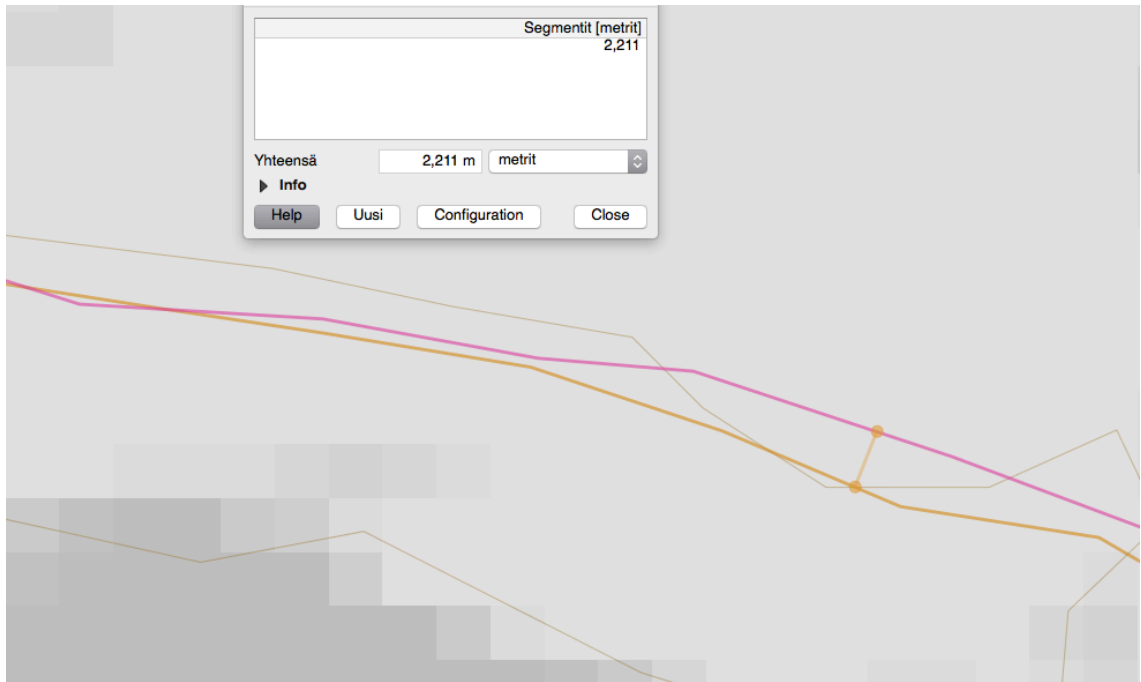 Segmentit [metrit]
2,211
Yhteensä 2,211 m metrit
Info
Help Uusi Configuration Close